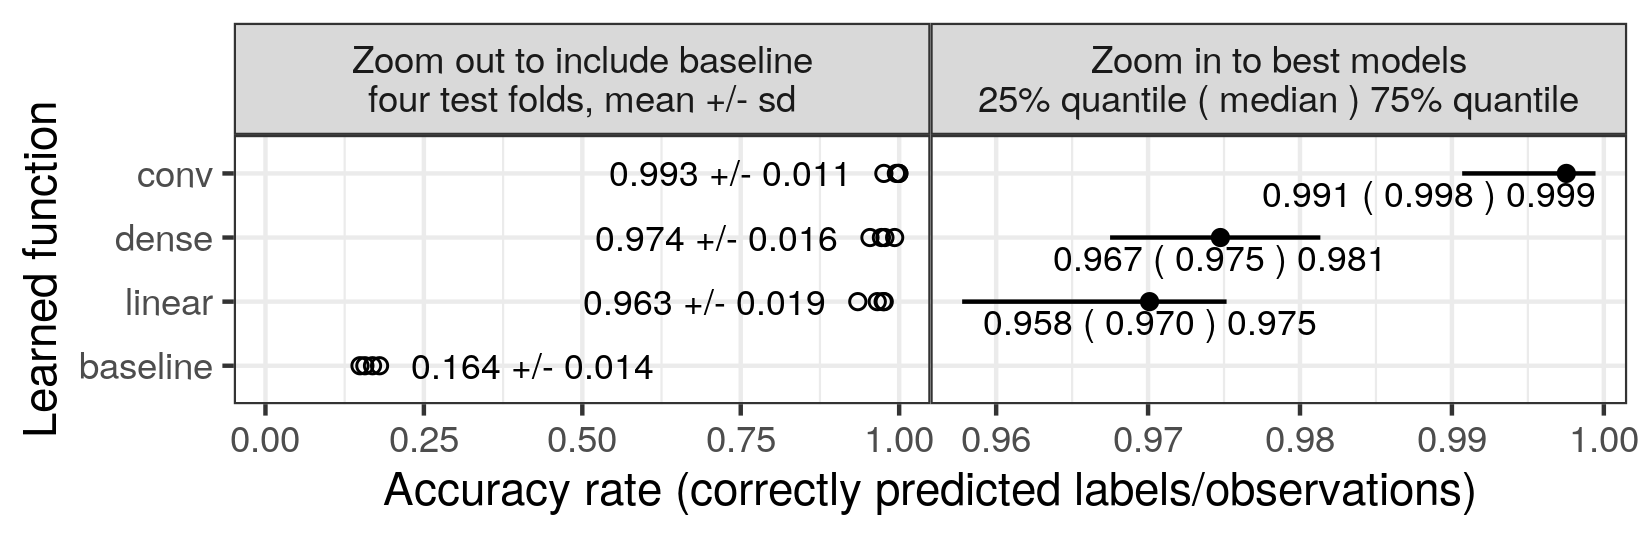 Zoom out to include baseline
four test folds, mean +/- sd
Zoom in to best models
25% quantile ( median ) 75% quantile
Learned function
conv
dense
linear
baseline
0.993 +/- 0.011
0.974 +/- 0.016
0.963 +/- 0.019
0.164 +/- 0.014
0.991 ( 0.998 ) 0.999
0.967 ( 0.975 ) 0.981
0.958 ( 0.970 ) 0.975
0.00 0.25 0.50 0.75 1.00
0.96 0.97 0.98 0.99 1.00
Accuracy rate (correctly predicted labels/observations)